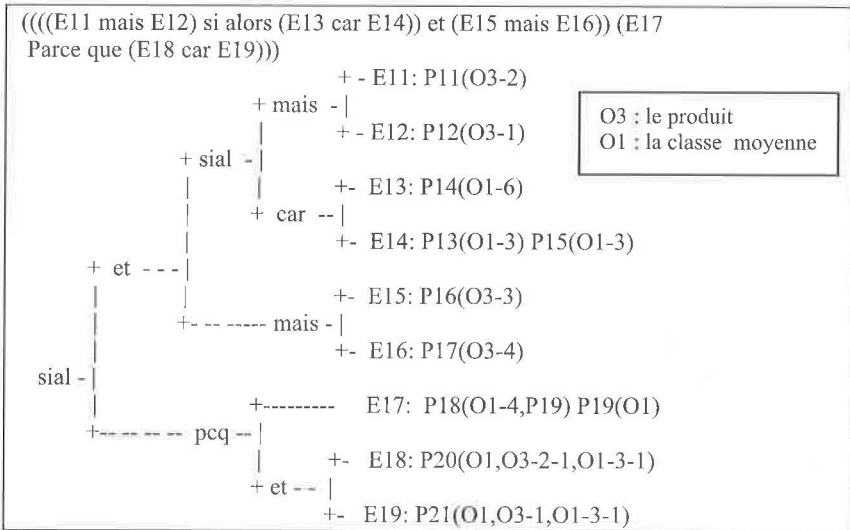 ((((E11 mais E12) si alors (E13 car E14)) et (E15 mais E16)) (E17
Parce que (E18 car E19)))
+ - E11: P11(O3-2)
+ mais -|
+ - E12: P12(O3-1)
O3 : le produit
O1 : la classe moyenne
+ sial -|
+- E13: P14(O1-6)
+ car --|
+- E14: P13(O1-3) P15(O1-3)
+ et ---|
+- E15: P16(O3-3)
+- ------ mais -|
+- E16: P17(O3-4)
sial -|
+--------- E17: P18(O1-4,P19) P19(O1)
+-- -- -- -- pcq --|
+- E18: P20(O1,O3-2-1,O1-3-1)
+ et -- |
+- E19: P21(O1,O3-1,O1-3-1)